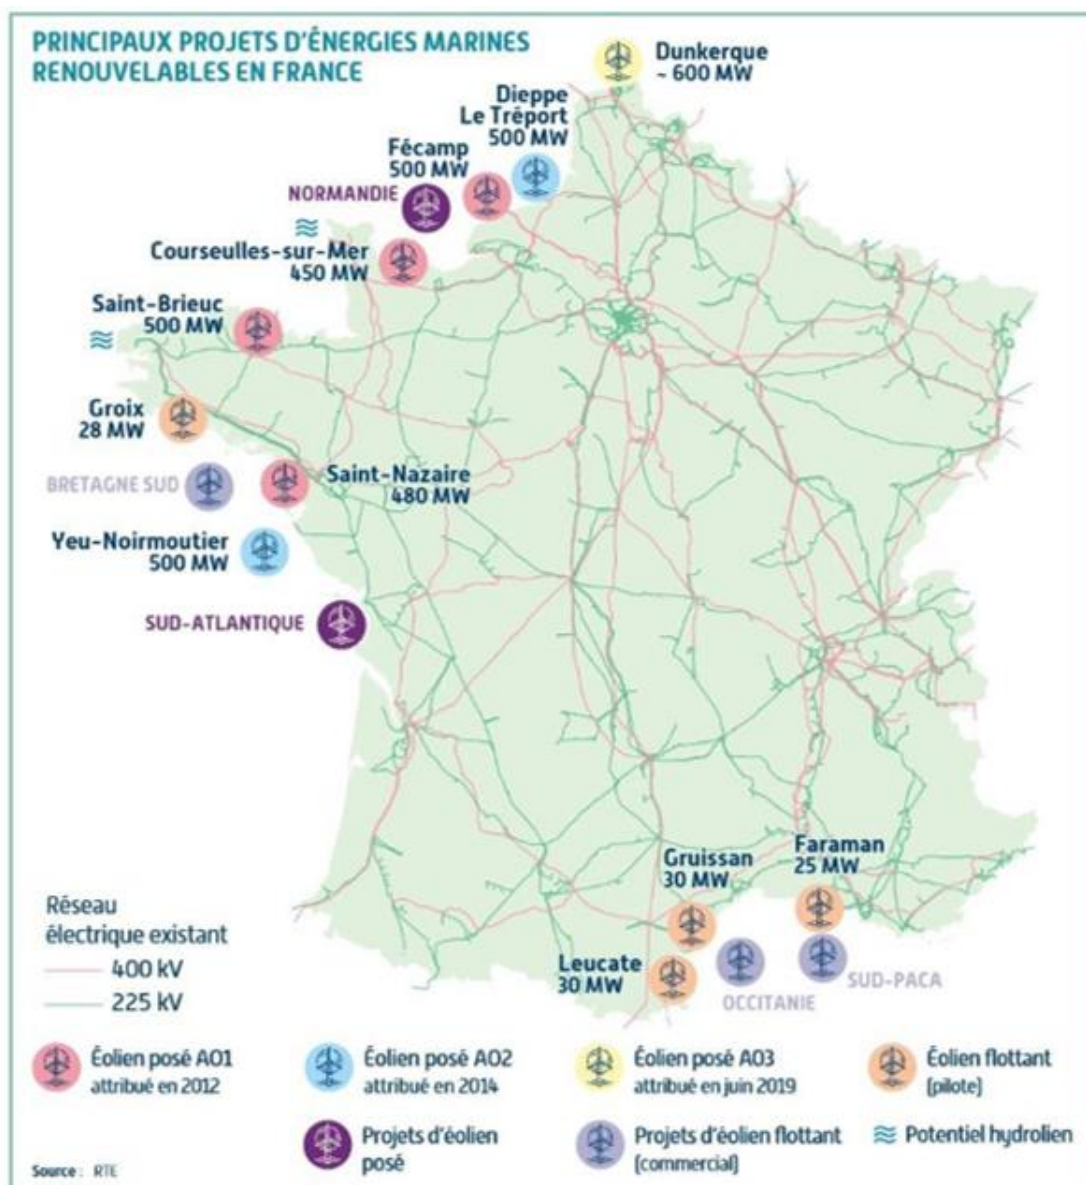 PRINCIPAUX PROJETS D'ÉNERGIES MARINES
RENOUVELABLES EN FRANCE
Dunkerque
~ 600 MW
Dieppe
Le Tréport
500 MW
Fécamp
500 MW
NORMANDIE
Courseulles-sur-Mer
450 MW
Saint-Brieuc
500 MW
Groix
28 MW
BRETAGNE SUD
Saint-Nazaire
480 MW
Yeu-Noirmoutier
500 MW
SUD-ATLANTIQUE
Faraman
25 MW
Gruissan
30 MW
Leucate
30 MW
SUD-PACA
OCCITANIE
Réseau
électrique existant
400 kV
225 kV
Éolien posé AO1
attribué en 2012
Éolien posé AO2
attribué en 2014
Éolien posé AO3
attribué en juin 2019
Éolien flottant
(pilote)
Projets d'éolien
posé
Projets d'éolien flottant
(commercial)
Potentiel hydrolien
Source : RTE